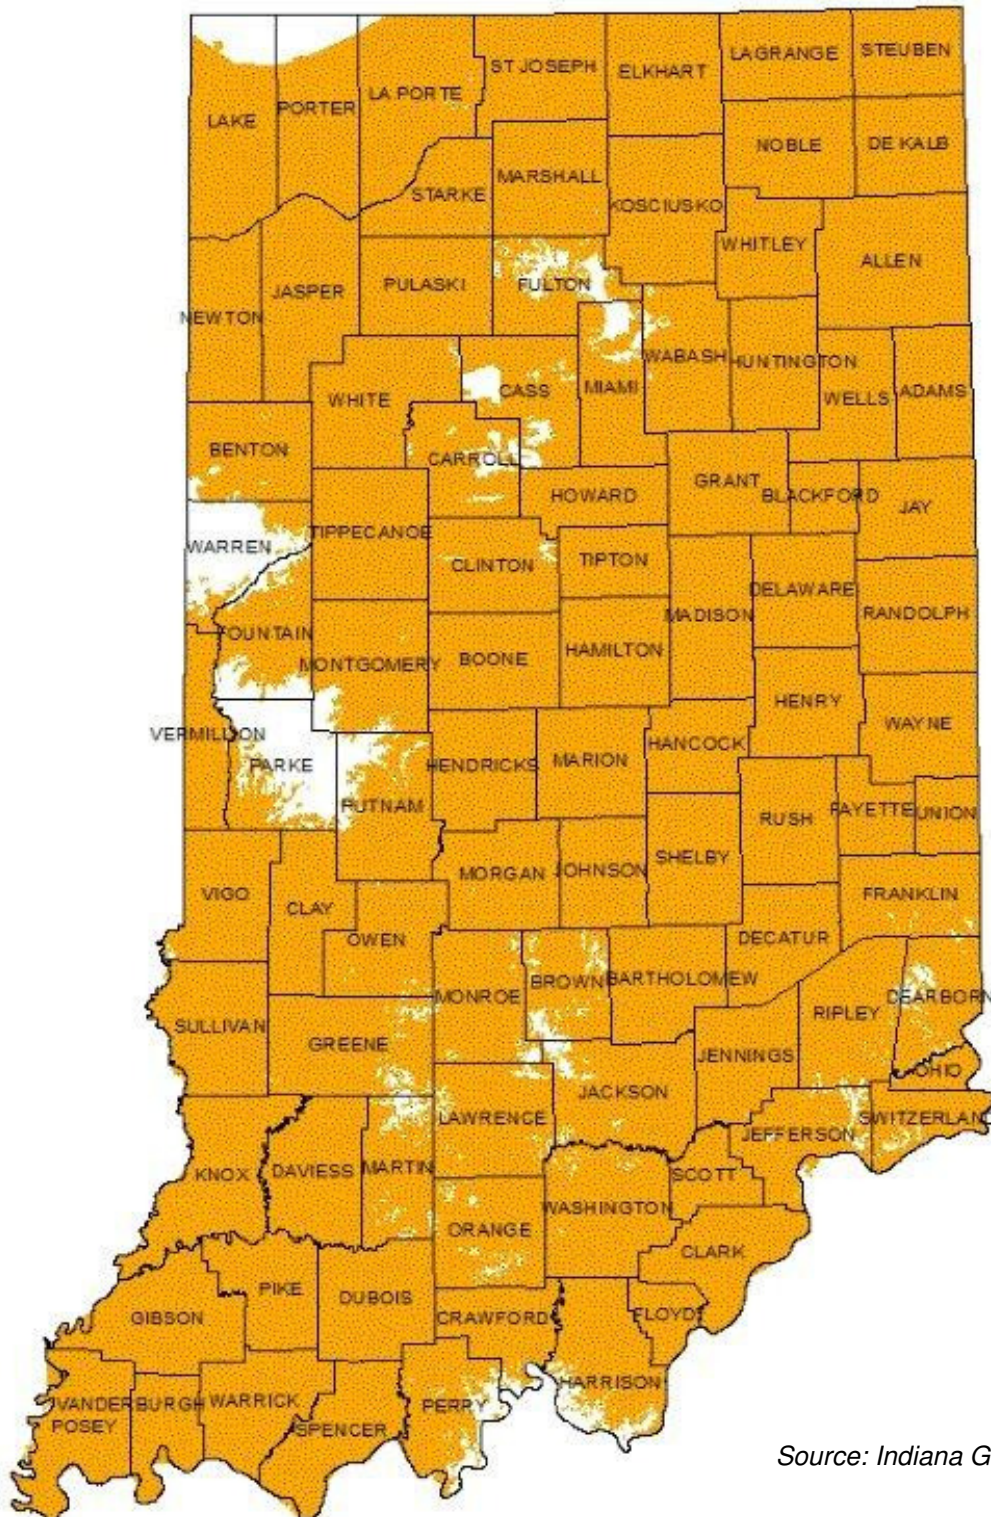 STEUBEN
LAGRANGE
ST JOSEPH
ELKHART
LA PORTE
PORTER
LAKE
NOBLE
DE KALB
MARSHALL
STARKE
KOSCIUSKO
WHITLEY
ALLEN
PULASKI
FULTON
JASPER
NEWTON
WABASH
HUNTINGTON
MIAMI
CASS
WHITE
WELLS
ADAMS
BENTON
CARROLL
GRANT
BLACKFORD
HOWARD
JAY
TIPPECANOE
WARREN
CLINTON
TIPTON
DELAWARE
MADISON
RANDOLPH
FOUNTAIN
MONTGOMERY
BOONE
HAMILTON
HENRY
WAYNE
VERMILLION
PARKE
HENDRICKS
MARION
HANCOCK
PUTNAM
RUSH
FAYETTE
UNION
SHELBY
MORGAN
JOHNSON
VIGO
CLAY
FRANKLIN
OWEN
DECATUR
BROWN
BARTHOLOMEW
MONROE
DEARBORN
RIPLEY
SULLIVAN
GREENE
JENNINGS
OHIO
JACKSON
LAWRENCE
SWITZERLAND
JEFFERSON
KNOX
DAVIESS
MARTIN
SCOTT
WASHINGTON
ORANGE
CLARK
PIKE
DUBOIS
GIBSON
CRAWFORD
FLOYD
HARRISON
PERRY
WARRICK
VANDERBURGH
POSEY
SPENCER
Source: Indiana G